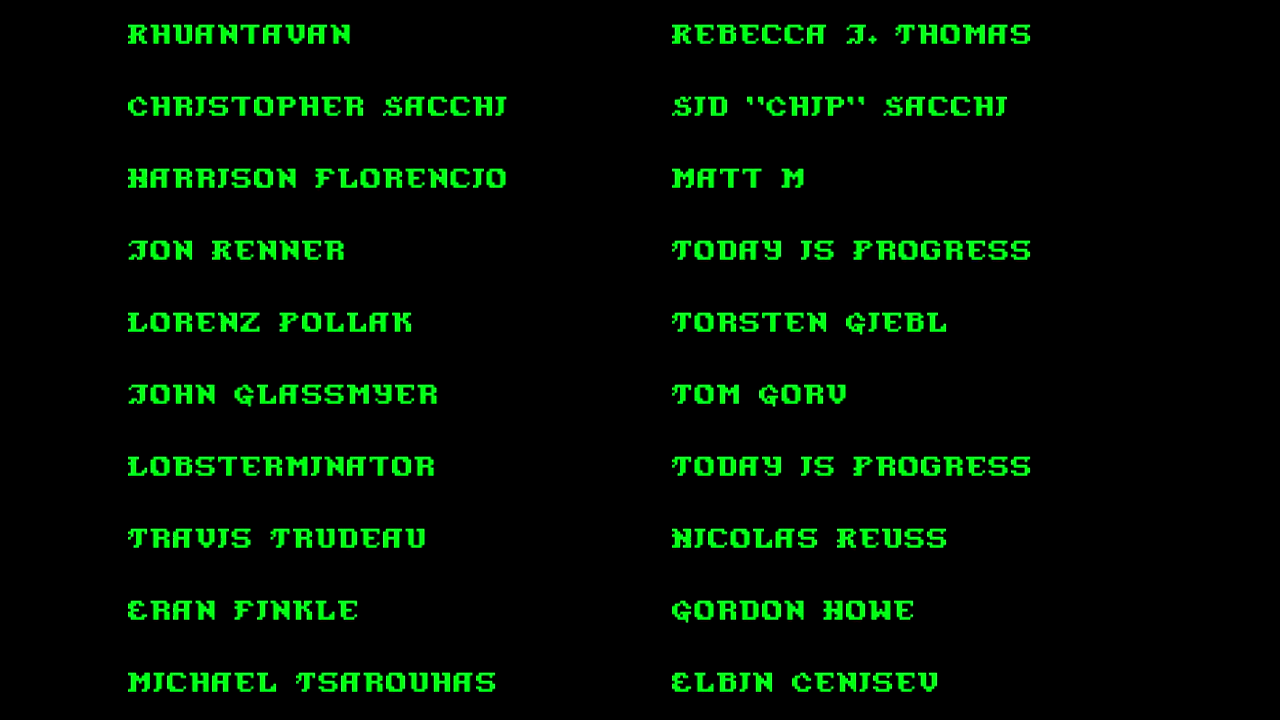 RHUANTAVAN
REBECCA J. THOMAS
CHRISTOPHER SACCHI
SID "CHIP" SACCHI
HARRISON FLORENCIO
MATT M
JON RENNER
TODAY IS PROGRESS
LORENZ POLLAK
TORSTEN GIEBL
JOHN GLASSMYER
TOM GORV
LOBSTERMINATOR
TODAY IS PROGRESS
TRAVIS TRUDEAU
NICOLAS REUSS
ERAN FINKLE
GORDON HOWE
MICHAEL TSAROUHAS
ELBIN CENISEV